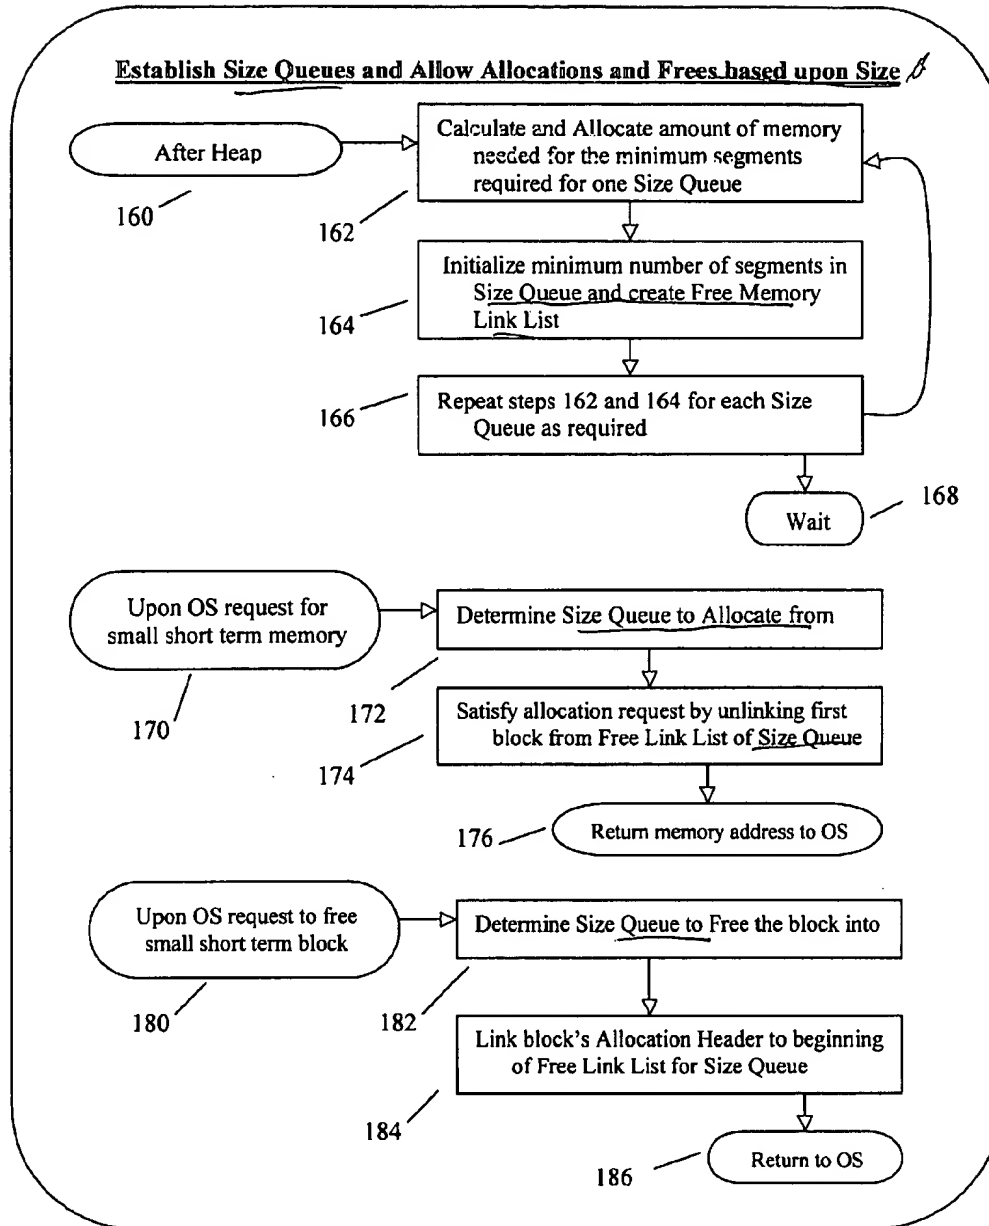 Establish Size Queues and Allow Allocations and Frees based upon Size
After Heap
160
Calculate and Allocate amount of memory
needed for the minimum segments
required for one Size Queue
162
Initialize minimum number of segments in
Size Queue and create Free Memory
Link List
164
Repeat steps 162 and 164 for each Size
Queue as required
166
Wait
168
Upon OS request for
small short term memory
170
Determine Size Queue to Allocate from
172
Satisfy allocation request by unlinking first
block from Free Link List of Size Queue
174
Return memory address to OS
176
Upon OS request to free
small short term block
180
Determine Size Queue to Free the block into
182
Link block's Allocation Header to beginning
of Free Link List for Size Queue
184
Return to OS
186